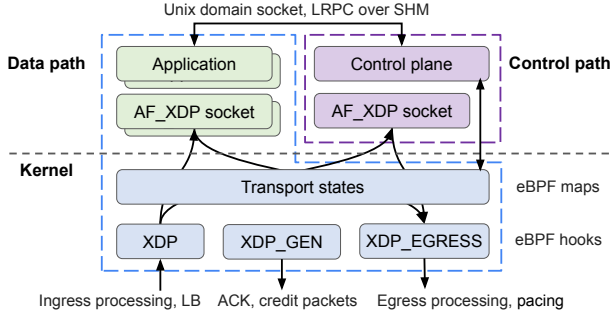 Unix domain socket, LRPC over SHM
Data path
Application
Control plane
Control path
AF_XDP socket
AF_XDP socket
Kernel
Transport states
eBPF maps
XDP
XDP_GEN
XDP_EGRESS
eBPF hooks
Ingress processing, LB
ACK, credit packets
Egress processing, pacing